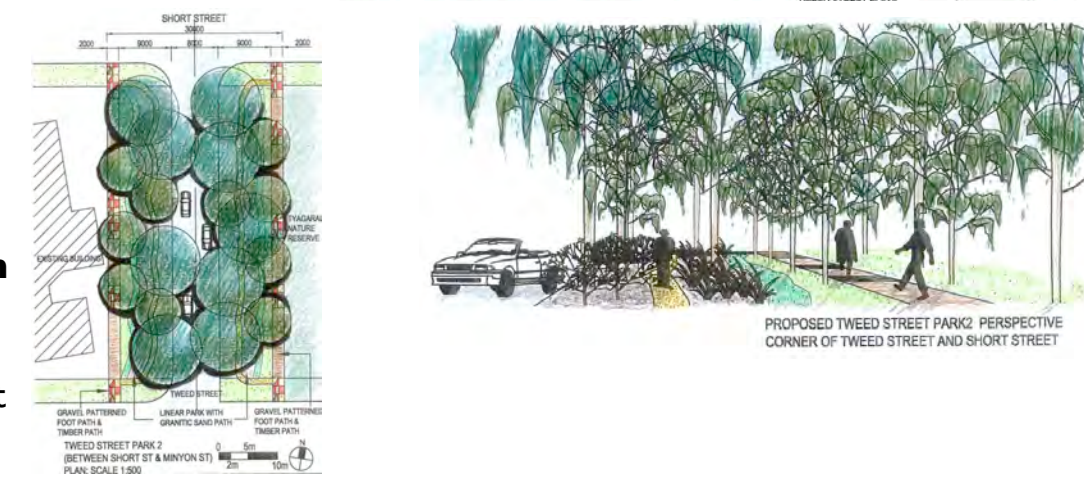 SHORT STREET
30400
2000 9000 8400 9000 2000
TYAGARAH
NATURE
RESERVE
EXISTING BUILDING
TWEED STREET
GRAVEL PATTERNED
FOOT PATH &
TIMBER PATH
LINEAR PARK WITH
GRANITIC SAND PATH
GRAVEL PATTERNED
FOOT PATH &
TIMBER PATH
TWEED STREET PARK 2
(BETWEEN SHORT ST & MINYON ST)
PLAN: SCALE 1:500
0 5m
2m 10m
N
PROPOSED TWEED STREET PARK2 PERSPECTIVE
CORNER OF TWEED STREET AND SHORT STREET